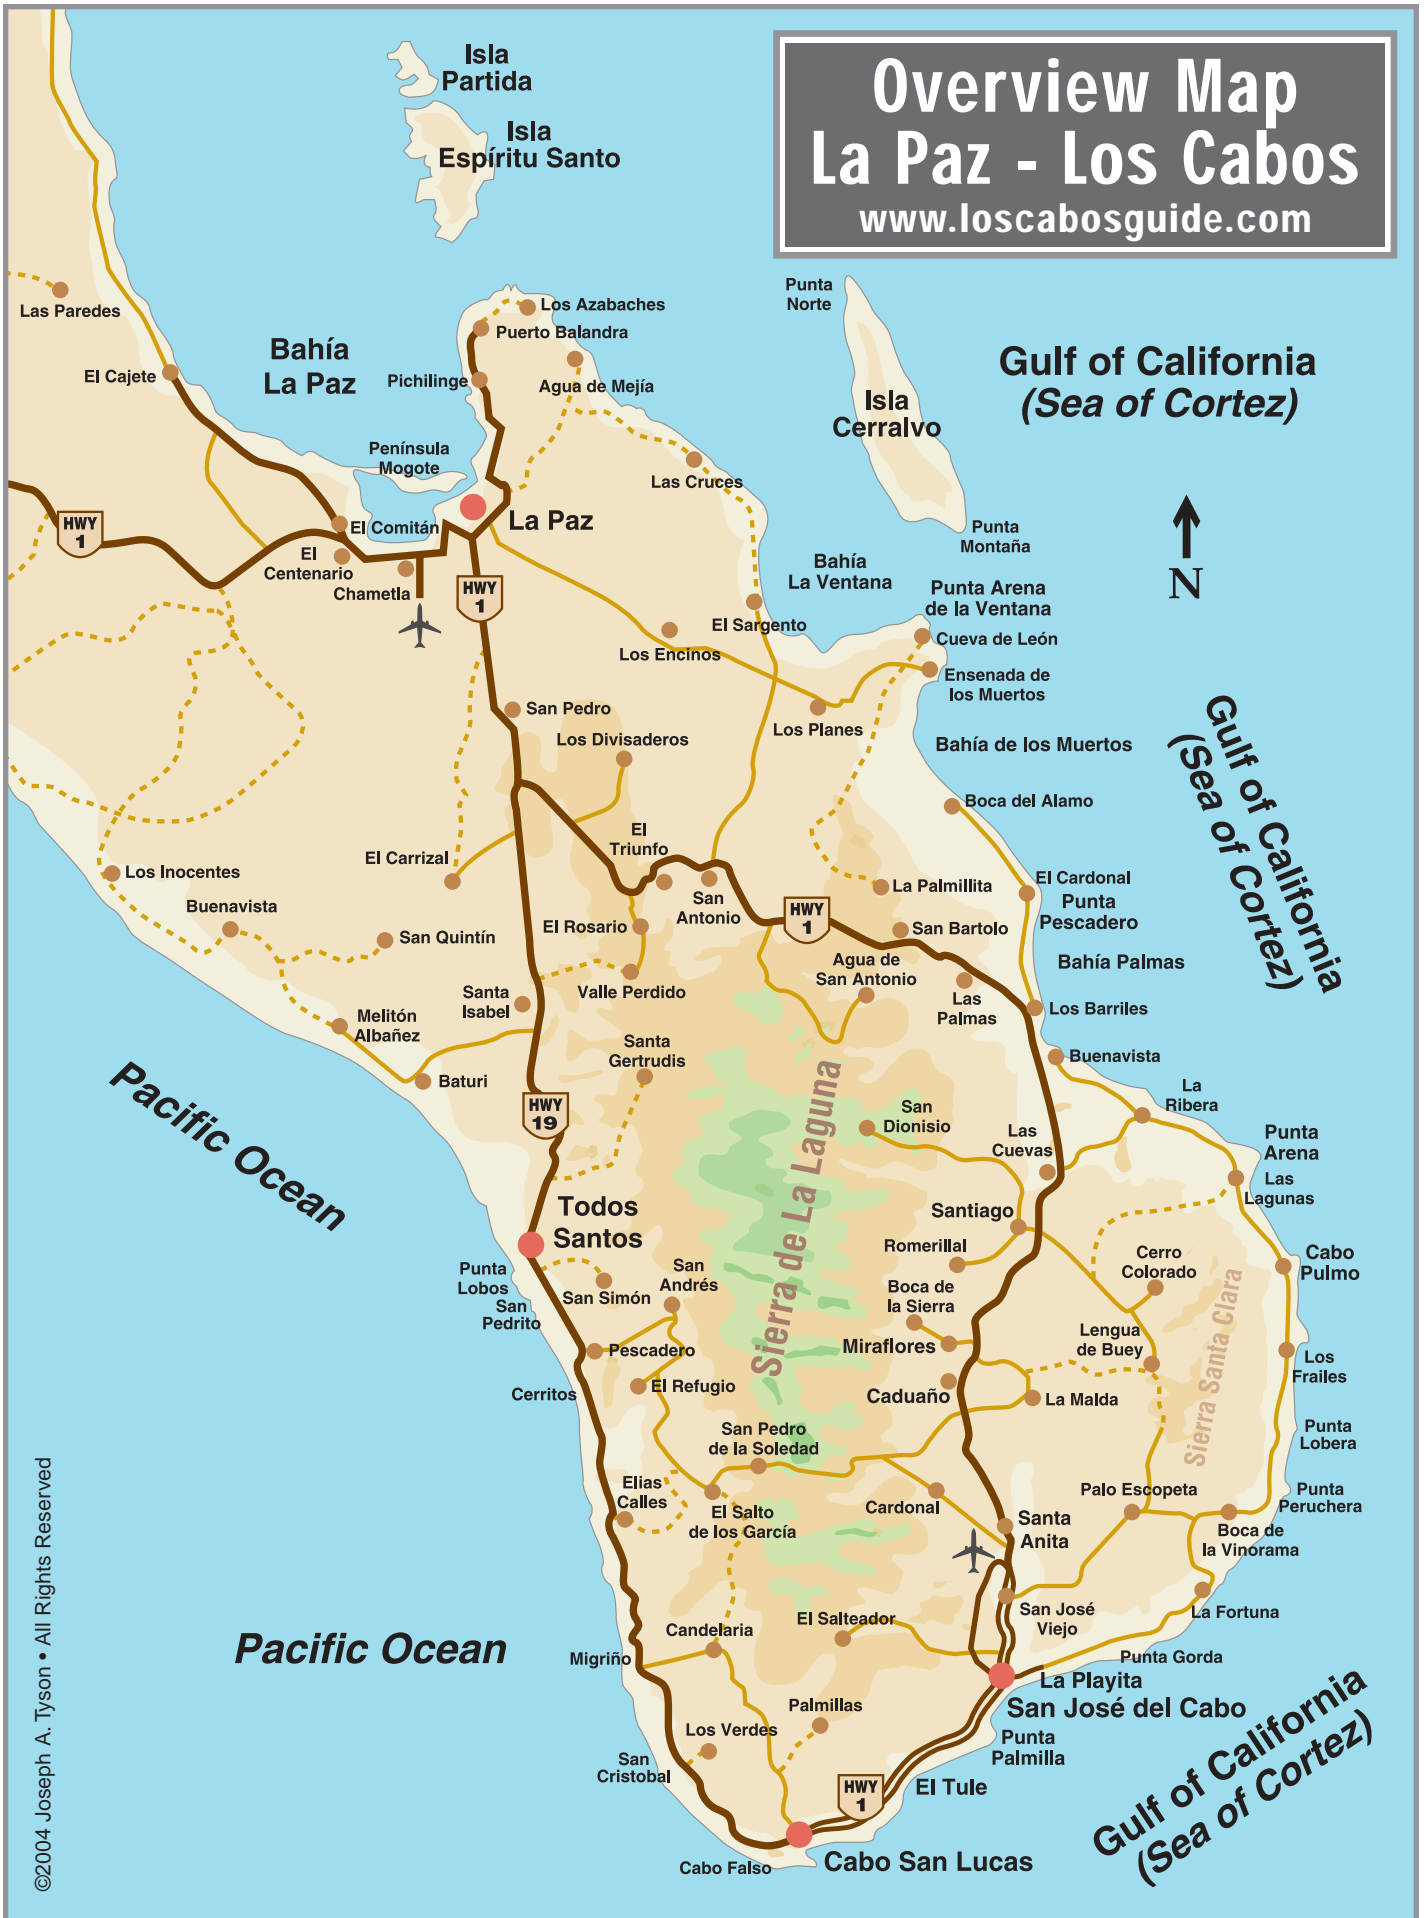 Overview Map
La Paz - Los Cabos
www.loscabosguide.com
Isla
Partida
Isla
Espíritu Santo
Punta
Norte
Las Paredes
Los Azabaches
Puerto Balandra
Bahía
La Paz
El Cajete
Pichilinge
Agua de Mejía
Gulf of California
(Sea of Cortez)
Isla
Cerralvo
Península
Mogote
Las Cruces
HWY
1
El Comitán
La Paz
Punta
Montaña
El
Centenario
Chametla
HWY
1
Bahía
La Ventana
N
Punta Arena
de la Ventana
El Sargento
Cueva de León
Los Encinos
Ensenada de
los Muertos
San Pedro
Los Planes
Los Divisaderos
Bahía de los Muertos
Gulf of California
(Sea of Cortez)
Boca del Alamo
El
Triunfo
El Carrizal
Los Inocentes
La Palmillita
El Cardonal
Punta
Pescadero
San
Antonio
Buenavista
HWY
1
El Rosario
San Quintín
San Bartolo
Agua de
San Antonio
Bahía Palmas
Valle Perdido
Santa
Isabel
Las
Palmas
Los Barriles
Melitón
Albañez
Santa
Gertrudis
Buenavista
Baturi
La
Ribera
HWY
19
San
Dionisio
Las
Cuevas
Punta
Arena
Pacific Ocean
Sierra de La Laguna
Las
Lagunas
Todos
Santos
Santiago
Romerillal
Cerro
Colorado
Cabo
Pulmo
Punta
Lobos
San
Pedrito
San Simón
San
Andrés
Boca de
la Sierra
Miraflores
Lengua
de Buey
Sierra Santa Clara
Pescadero
Los
Frailes
Cerritos
El Refugio
Caduaño
La Malda
San Pedro
de la Soledad
Punta
Lobera
Elias
Calles
El Salto
de los García
Cardonal
Palo Escopeta
Punta
Peruchera
Santa
Anita
Boca de
la Vinorama
San José
Viejo
La Fortuna
El Salteador
Candelaria
Pacific Ocean
Migriño
Punta Gorda
La Playita
San José del Cabo
Palmillas
Los Verdes
Punta
Palmilla
San
Cristobal
HWY
1
El Tule
Gulf of California
(Sea of Cortez)
Cabo Falso
Cabo San Lucas
©2004 Joseph A. Tyson • All Rights Reserved